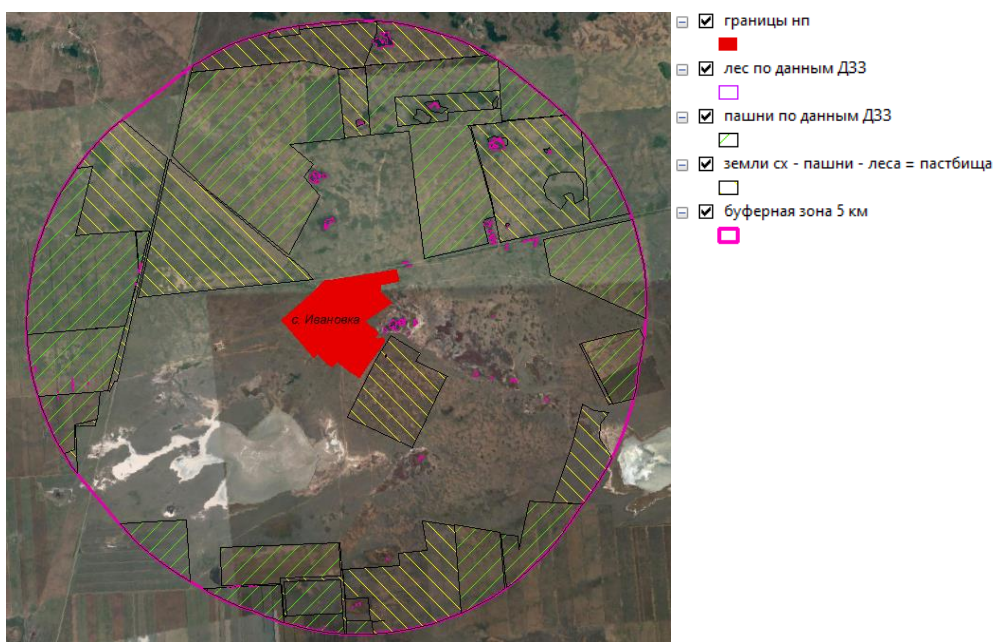 границы нп
лес по данным ДЗЗ
пашни по данным ДЗЗ
земли сх - пашни - леса = пастбища
буферная зона 5 км
с. Ивановка